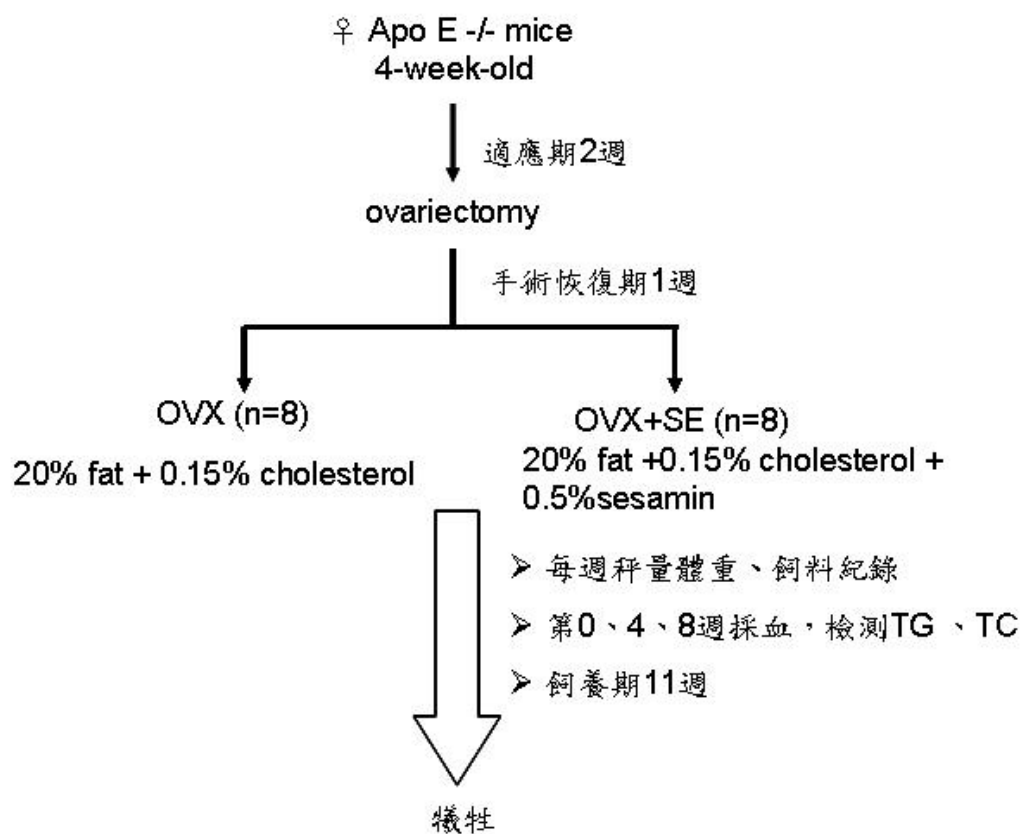 ♀ Apo E -/- mice
4-week-old
適應期2週
ovariectomy
手術恢復期1週
OVX (n=8)
20% fat + 0.15% cholesterol
OVX+SE (n=8)
20% fat +0.15% cholesterol +
0.5%sesamin
➢ 每週秤量體重、飼料紀錄
➢ 第0、4、8週採血，檢測TG 、TC
➢ 飼養期11週
犧牲